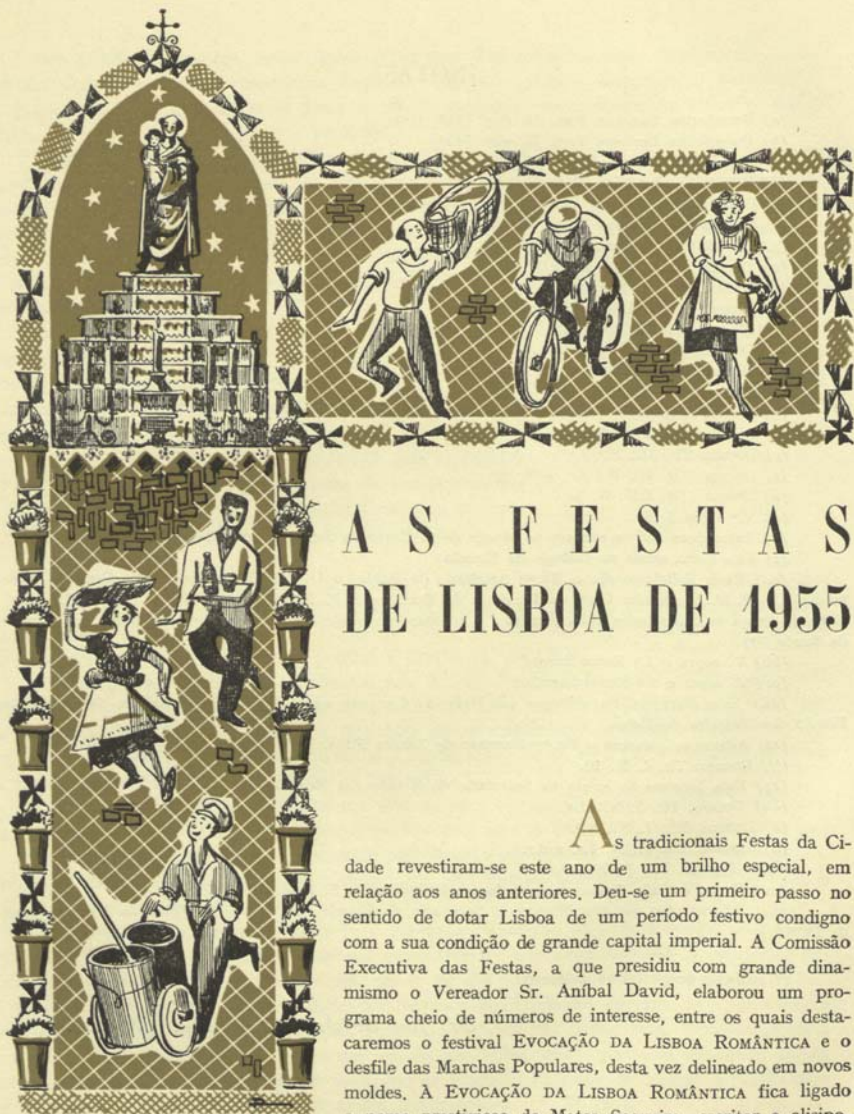 AS FESTAS
DE LISBOA DE 1955
As tradicionais Festas da Ci-
dade revestiram-se este ano de um brilho especial, em
relação aos anos anteriores. Deu-se um primeiro passo no
sentido de dotar Lisboa de um período festivo condigno
com a sua condição de grande capital imperial. A Comissão
Executiva das Festas, a que presidiu com grande dina-
mismo o Vereador Sr. Aníbal David, elaborou um pro-
grama cheio de números de interesse, entre os quais desta-
caremos o festival EVOCAÇÃO DA LISBOA ROMÂNTICA e o
desfile das Marchas Populares, desta vez delineado em novos
moldes. À EVOCAÇÃO DA LISBOA ROMÂNTICA fica ligado